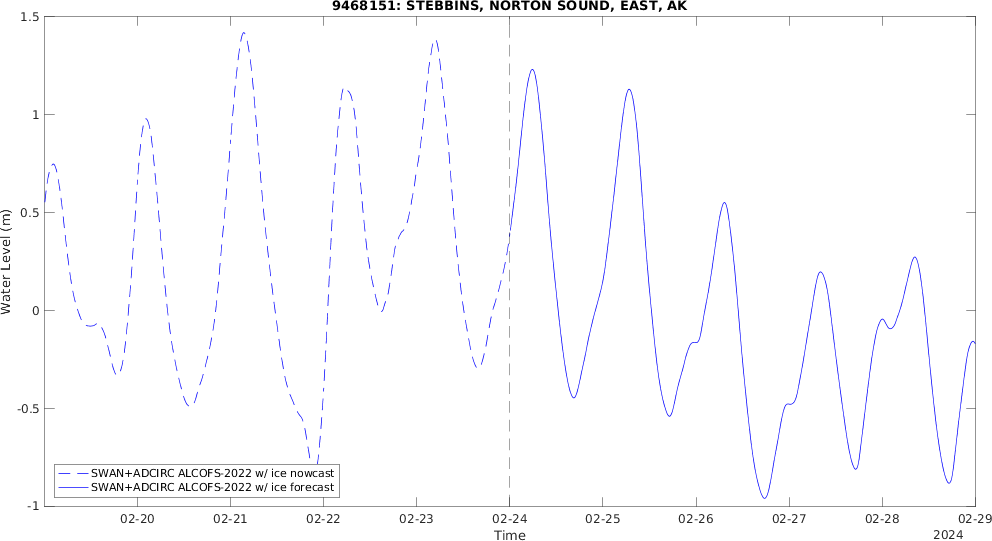 9468151: STEBBINS, NORTON SOUND, EAST, AK
1.5
1
0.5
0
-0.5
-1
Water Level (m)
SWAN+ADCIRC ALCOFS-2022 w/ ice nowcast
SWAN+ADCIRC ALCOFS-2022 w/ ice forecast
02-20 02-21 02-22 02-23 02-24 02-25 02-26 02-27 02-28 02-29
Time
2024